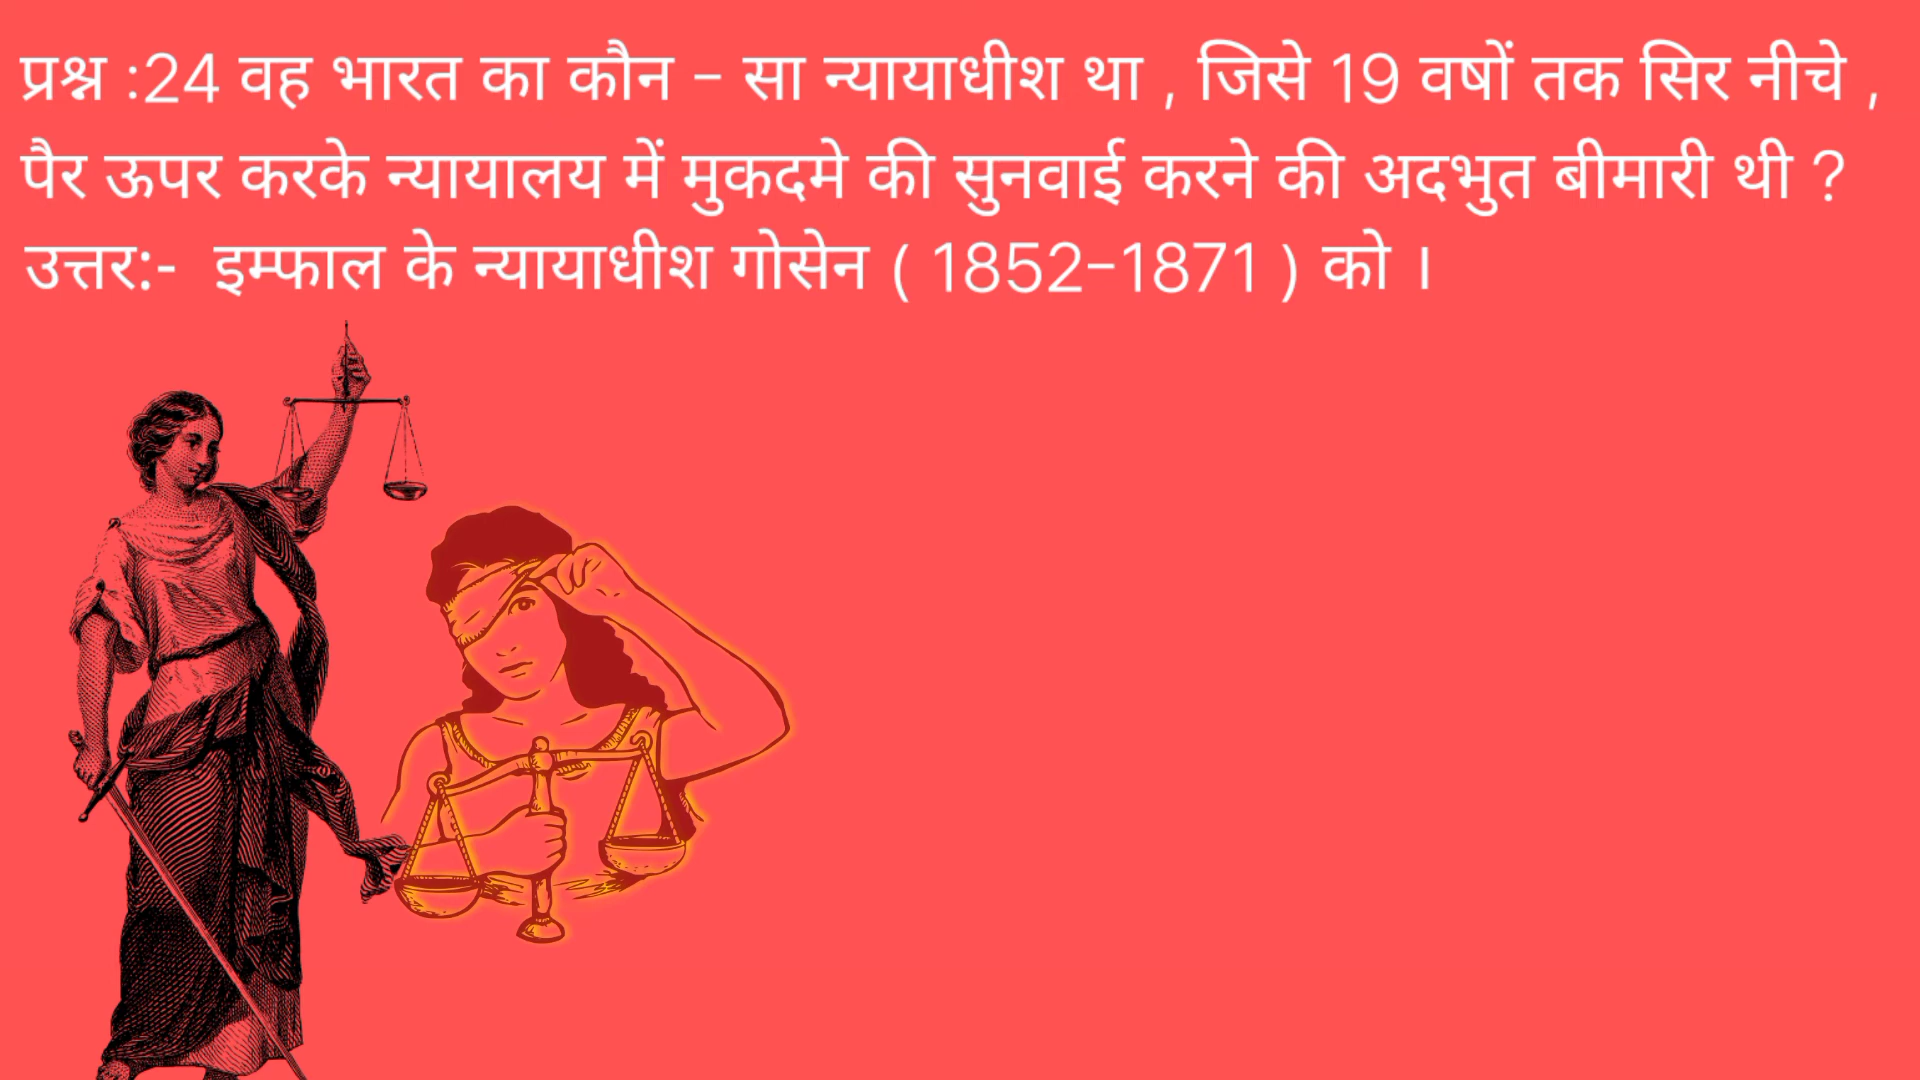 प्रश्न :24 वह भारत का कौन - सा न्यायाधीश था , जिसे 19 वर्षों तक सिर नीचे ,
पैर ऊपर करके न्यायालय में मुकदमे की सुनवाई करने की अदभुत बीमारी थी ?
उत्तर:- इम्फाल के न्यायाधीश गोसेन ( 1852-1871 ) को ।